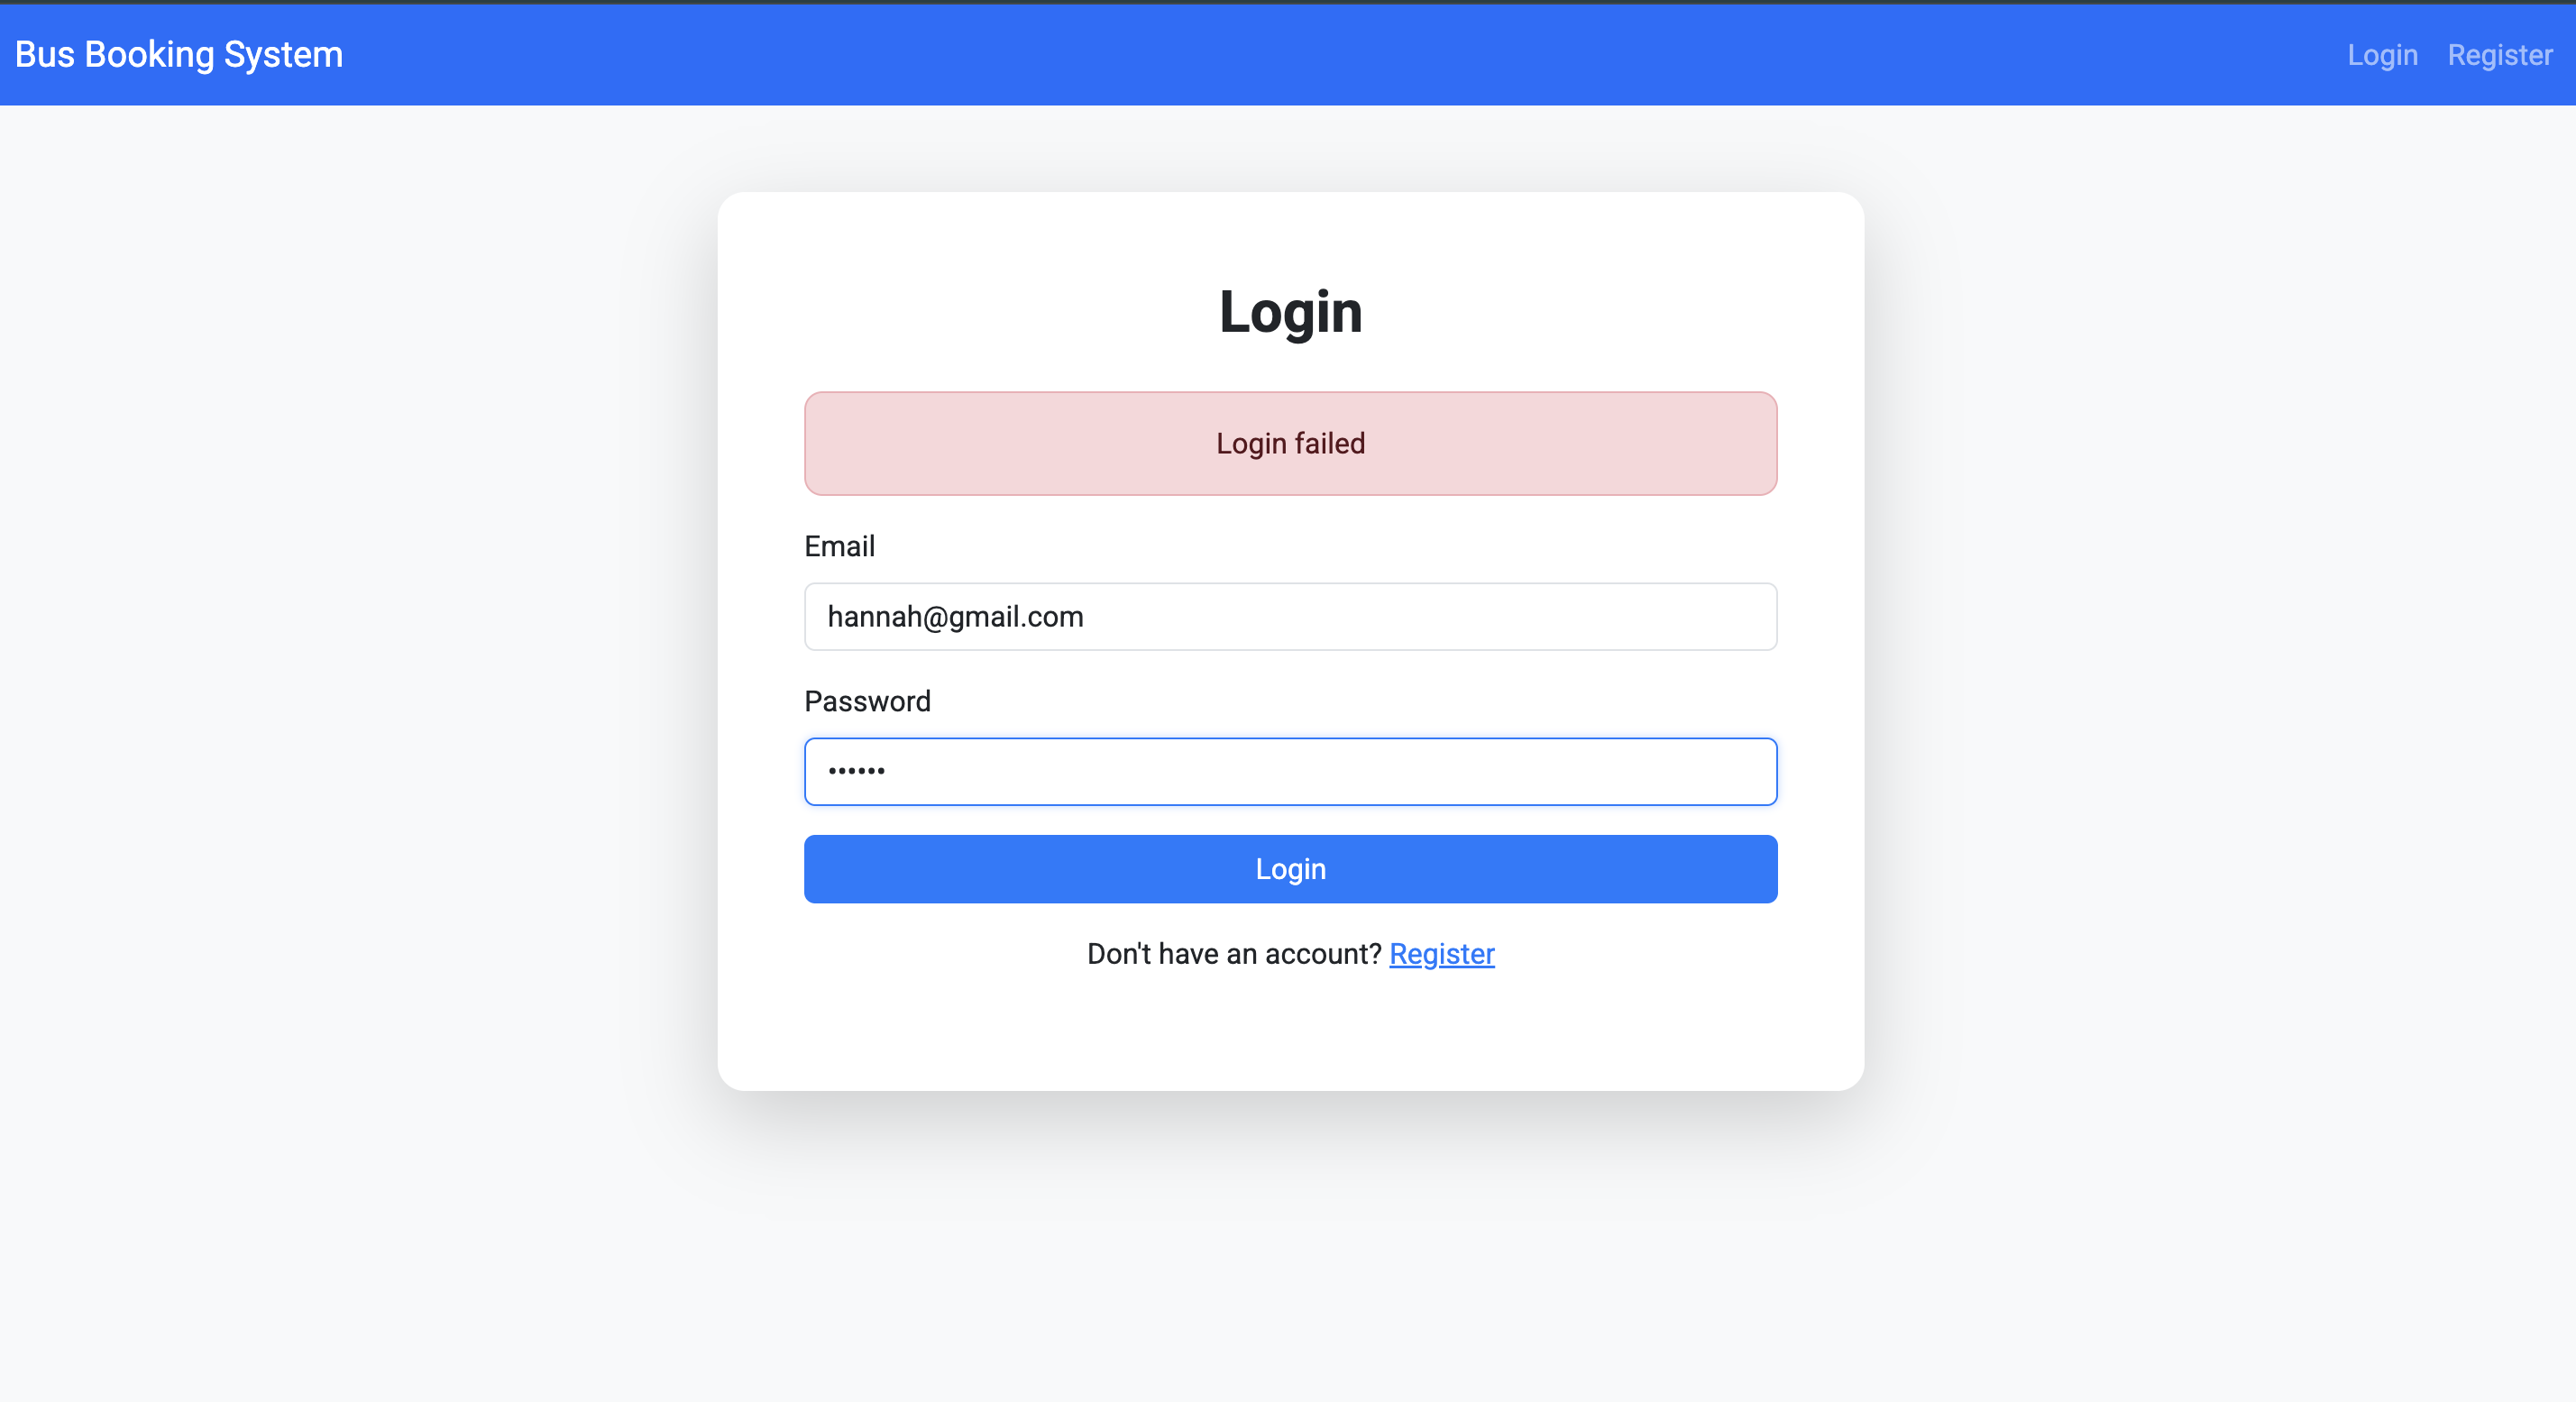 Bus Booking System
Login Register
Login
Login failed
Email
hannah@gmail.com
Password
••••••
Login
Don't have an account? Register